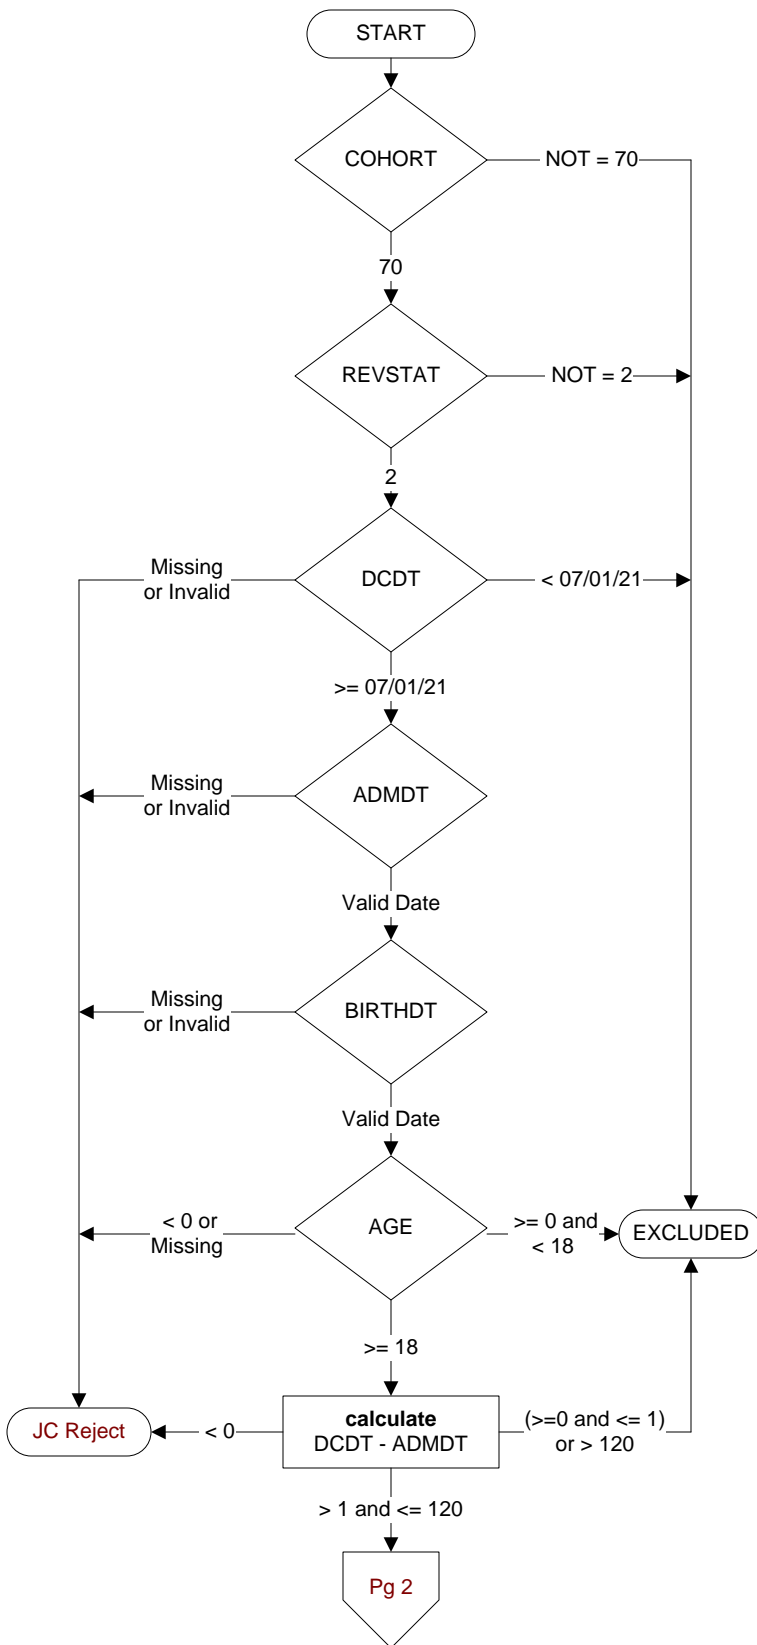 START
COHORT
NOT = 70
70
REVSTAT
NOT = 2
2
Missing
or Invalid
DCDT
< 07/01/21
>= 07/01/21
Missing
or Invalid
ADMDT
Valid Date
Missing
or Invalid
BIRTHDT
Valid Date
< 0 or
Missing
AGE
>= 0 and
< 18
EXCLUDED
>= 18
JC Reject
< 0
calculate
DCDT - ADMDT
(>=0 and <= 1)
or > 120
> 1 and <= 120
Pg 2